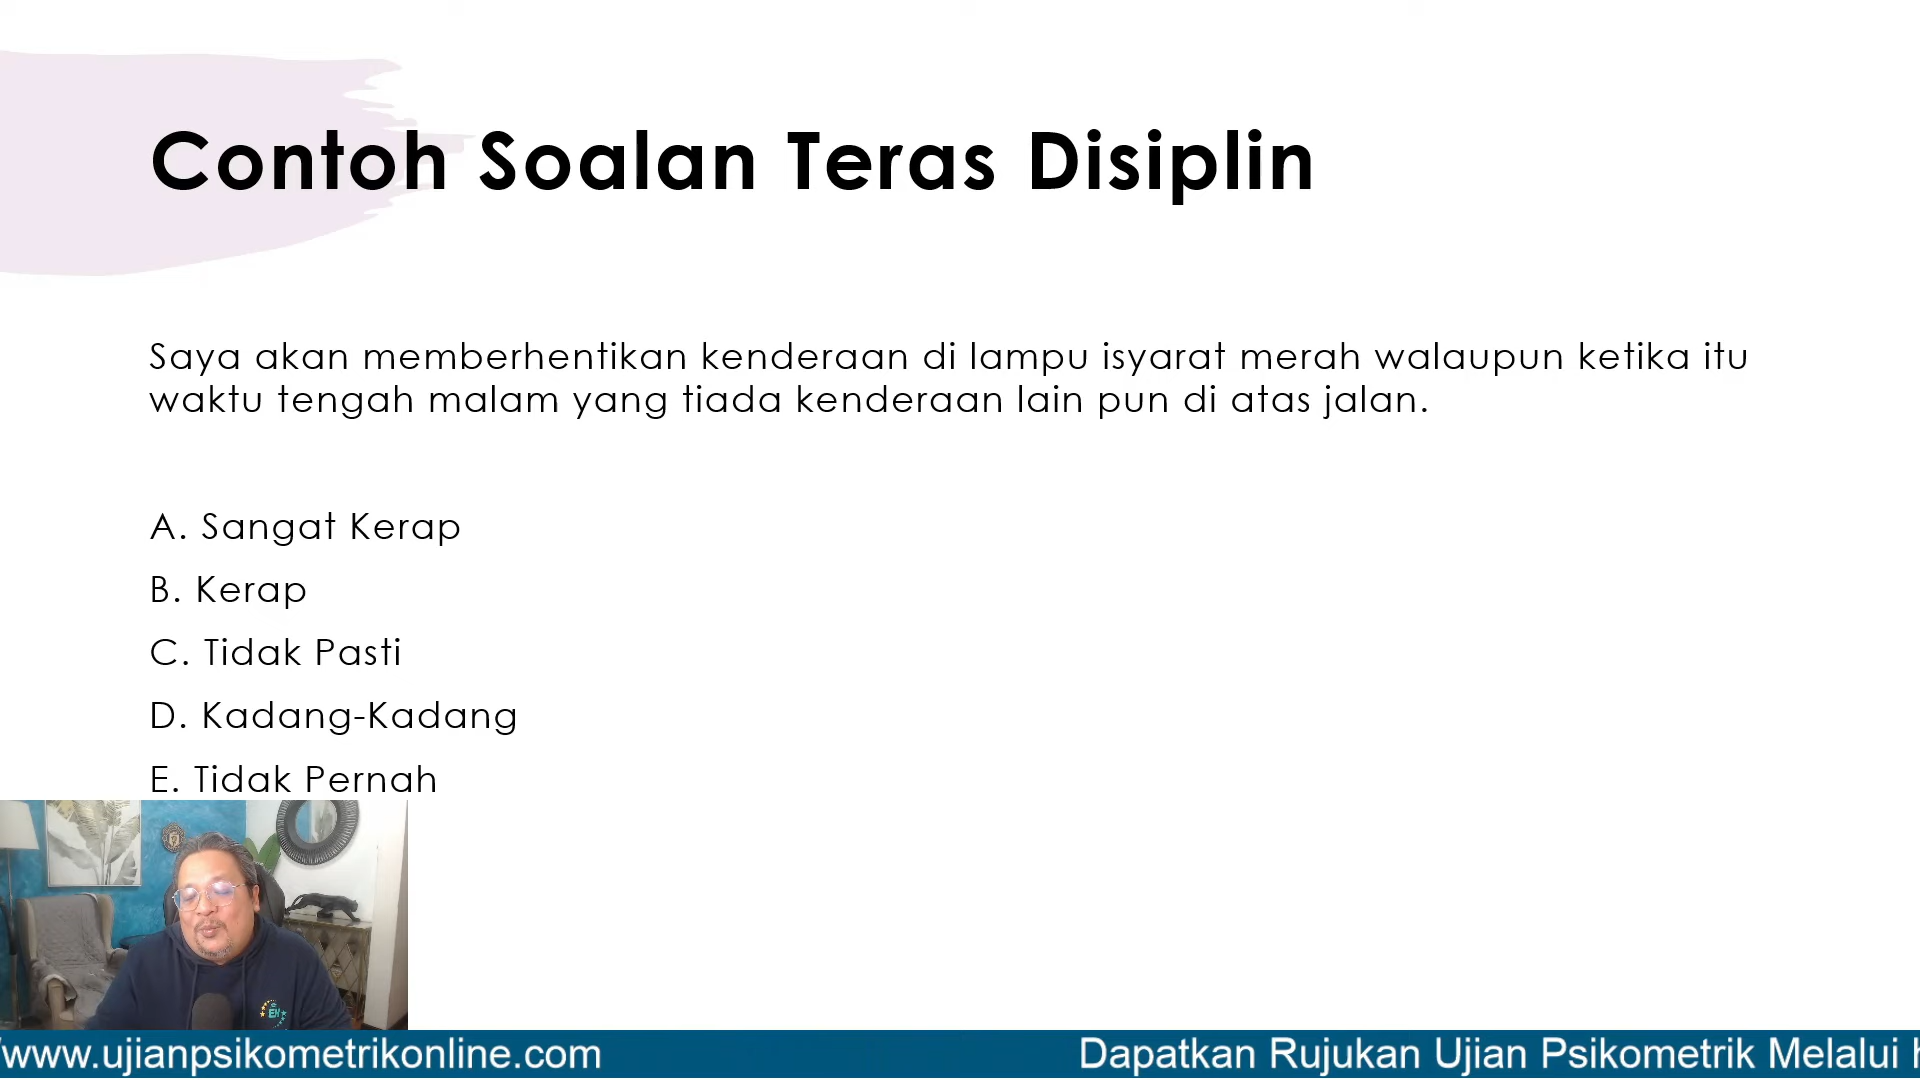 Contoh Soalan Teras Disiplin
Saya akan memberhentikan kenderaan di lampu isyarat merah walaupun ketika itu
waktu tengah malam yang tiada kenderaan lain pun di atas jalan.
A. Sangat Kerap
B. Kerap
C. Tidak Pasti
D. Kadang-Kadang
E. Tidak Pernah
EH
/www.ujianpsikometrikonline.com Dapatkan Rujukan Ujian Psikometrik Melalui